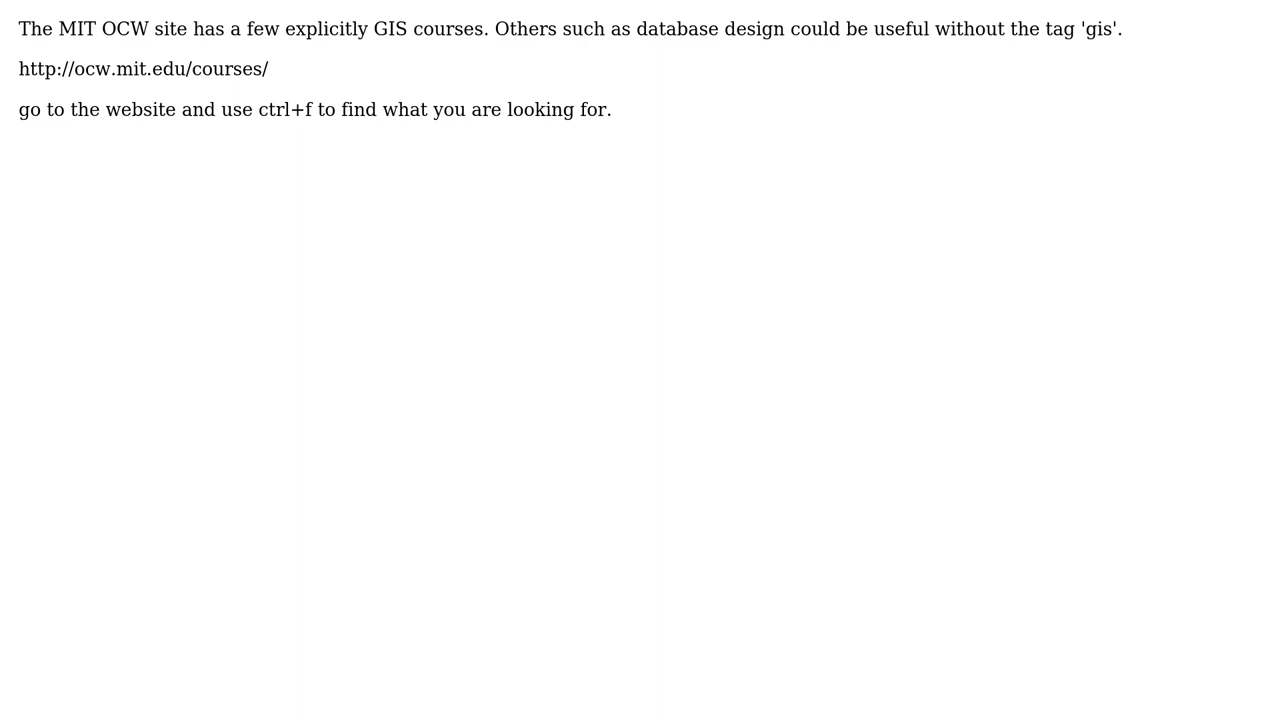 The MIT OCW site has a few explicitly GIS courses. Others such as database design could be useful without the tag 'gis'.
http://ocw.mit.edu/courses/
go to the website and use ctrl+f to find what you are looking for.